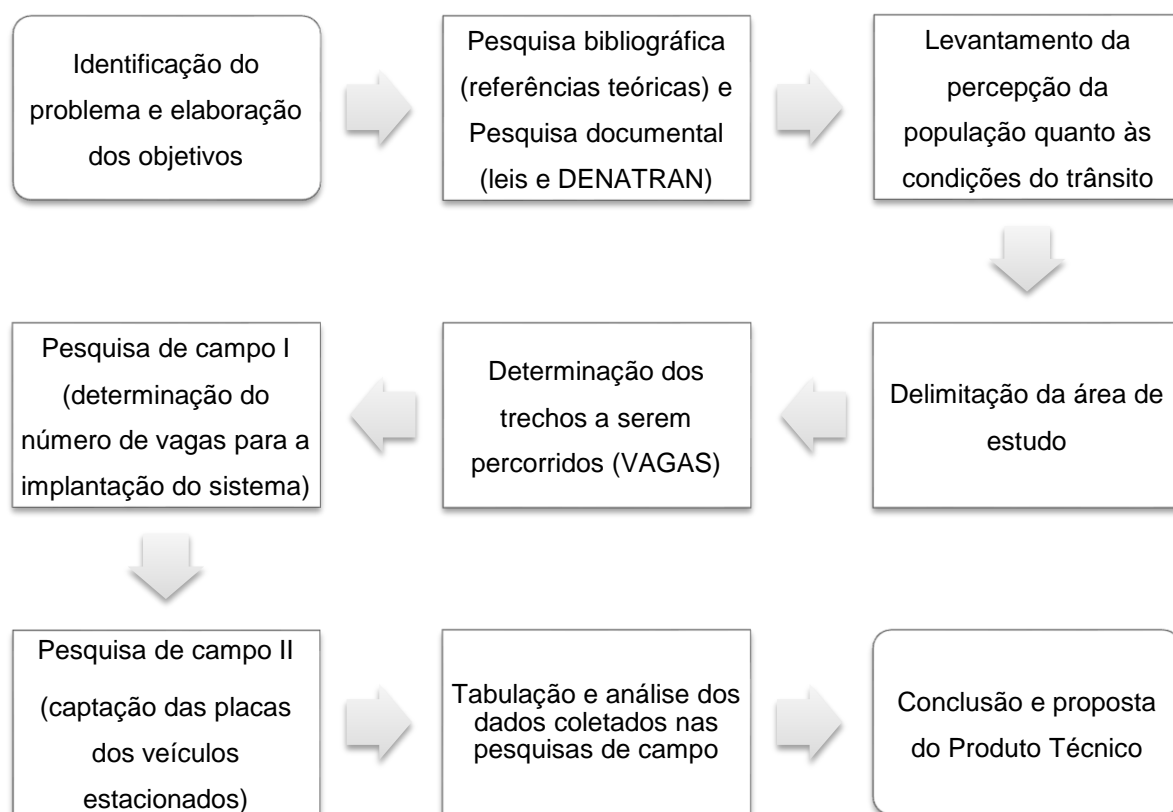 Identificação do
problema e elaboração
dos objetivos
Pesquisa bibliográfica
(referências teóricas) e
Pesquisa documental
(leis e DENATRAN)
Levantamento da
percepção da
população quanto às
condições do trânsito
Delimitação da área de
estudo
Determinação dos
trechos a serem
percorridos (VAGAS)
Pesquisa de campo I
(determinação do
número de vagas para a
implantação do sistema)
Pesquisa de campo II
(captação das placas
dos veículos
estacionados)
Tabulação e análise dos
dados coletados nas
pesquisas de campo
Conclusão e proposta
do Produto Técnico